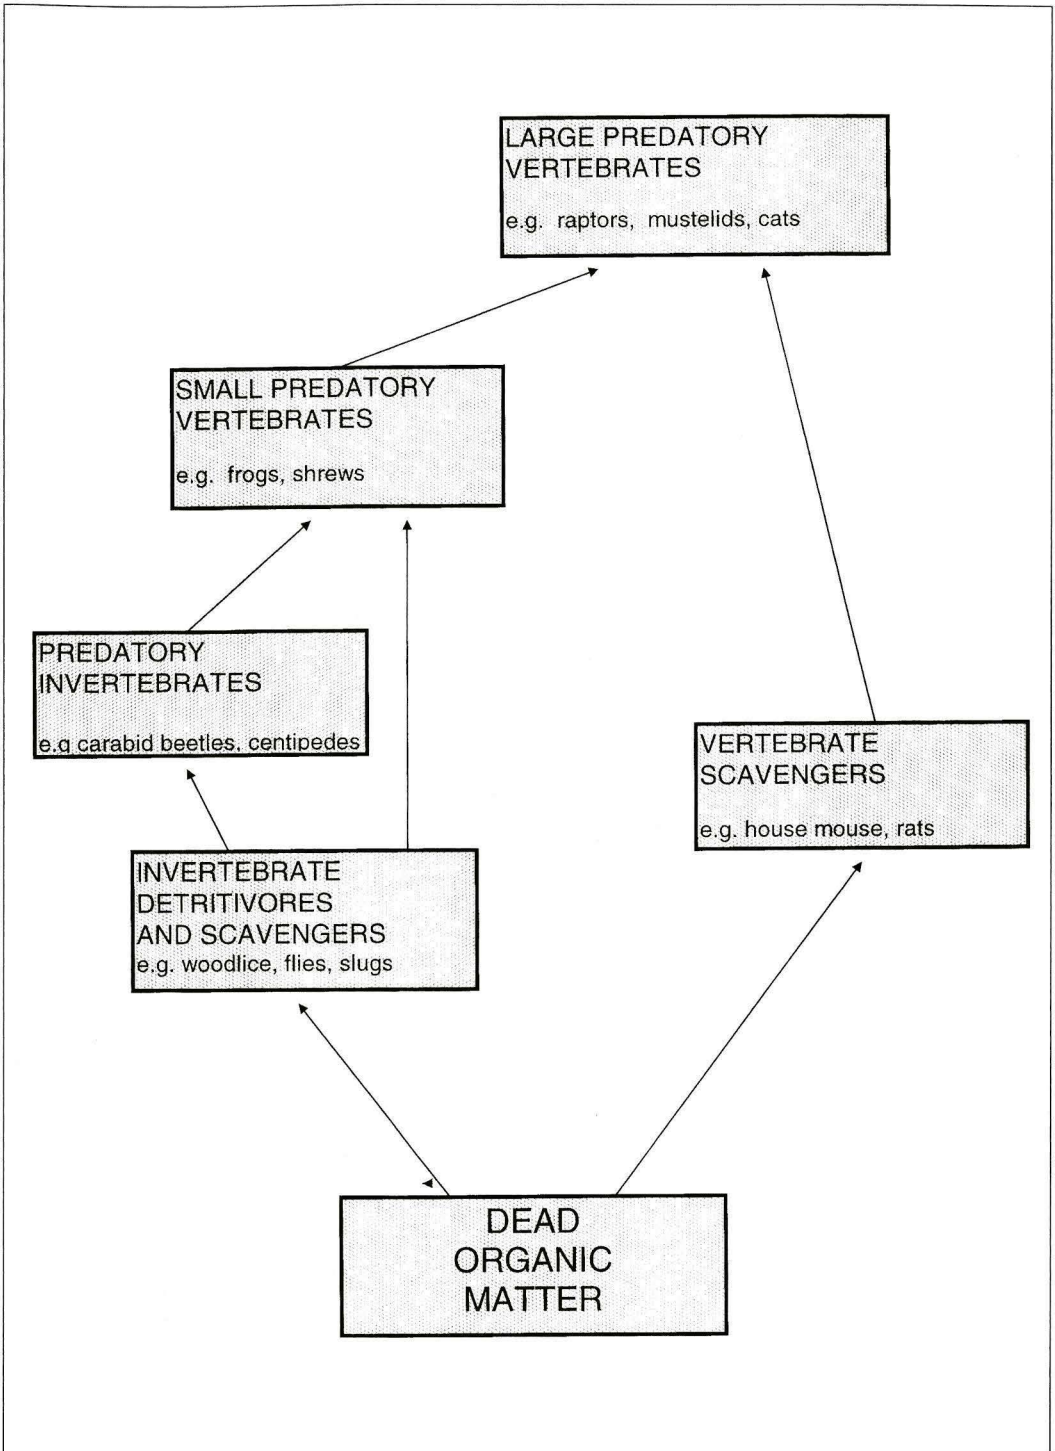 LARGE PREDATORY
VERTEBRATES
e.g. raptors, mustelids, cats
SMALL PREDATORY
VERTEBRATES
e.g. frogs, shrews
PREDATORY
INVERTEBRATES
e.g carabid beetles, centipedes
VERTEBRATE
SCAVENGERS
e.g. house mouse, rats
INVERTEBRATE
DETRITIVORES
AND SCAVENGERS
e.g. woodlice, flies, slugs
DEAD
ORGANIC
MATTER